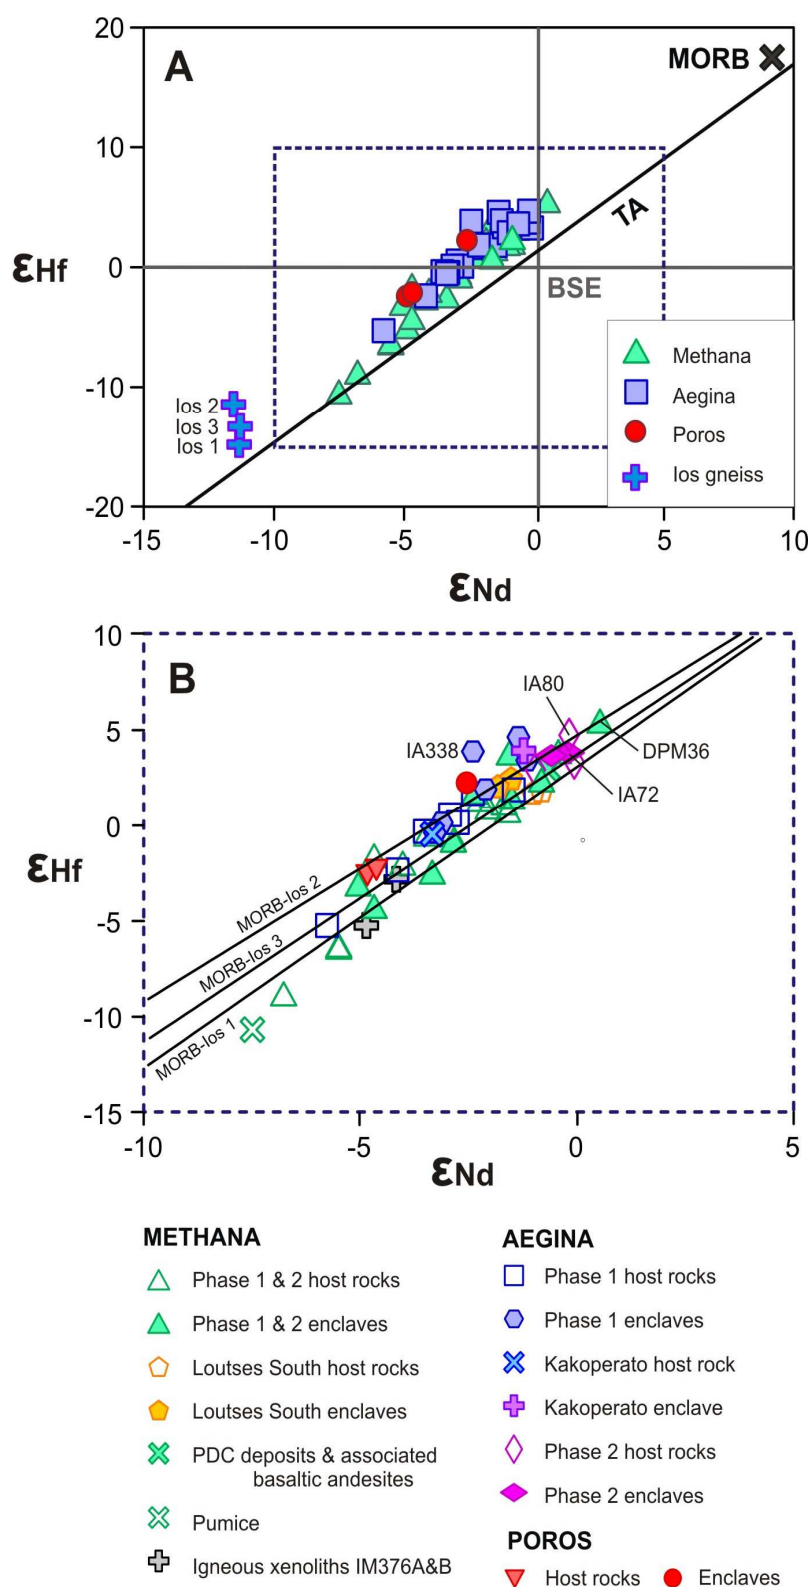 A
20
10
0
-10
-20
εHf
MORB
TA
BSE
Ios 2
Ios 3
Ios 1
Methana
Aegina
Poros
Ios gneiss
-15 -10 -5 0 5 10
εNd
B
10
5
0
-5
-10
-15
εHf
IA80
IA338
DPM36
IA72
MORB-Ios 2
MORB-Ios 3
MORB-Ios 1
-10 -5 0 5
εNd
METHANA
Phase 1 & 2 host rocks
Phase 1 & 2 enclaves
Loutses South host rocks
Loutses South enclaves
PDC deposits & associated
basaltic andesites
Pumice
Igneous xenoliths IM376A&B
AEGINA
Phase 1 host rocks
Phase 1 enclaves
Kakoperato host rock
Kakoperato enclave
Phase 2 host rocks
Phase 2 enclaves
POROS
Host rocks Enclaves